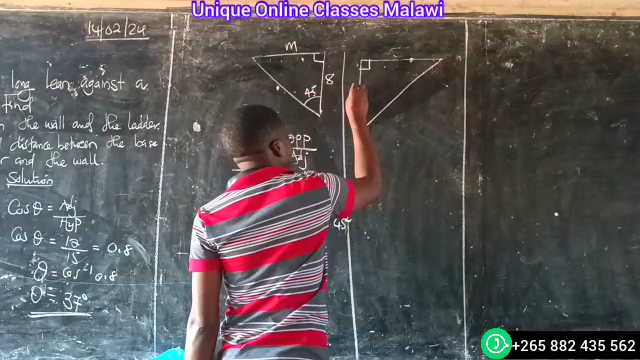 Unique Online Classes Malawi
14/02/24
long lean against a
find
the wall and the ladder
distance between the base
and the wall.
Solution
Cos θ = Adj
Hyp
Cos θ = 12 = 0.8
15
θ = Cos⁻¹ 0.8
θ = 37°
M
8
45
opp
Adj
45°
+265 882 435 562